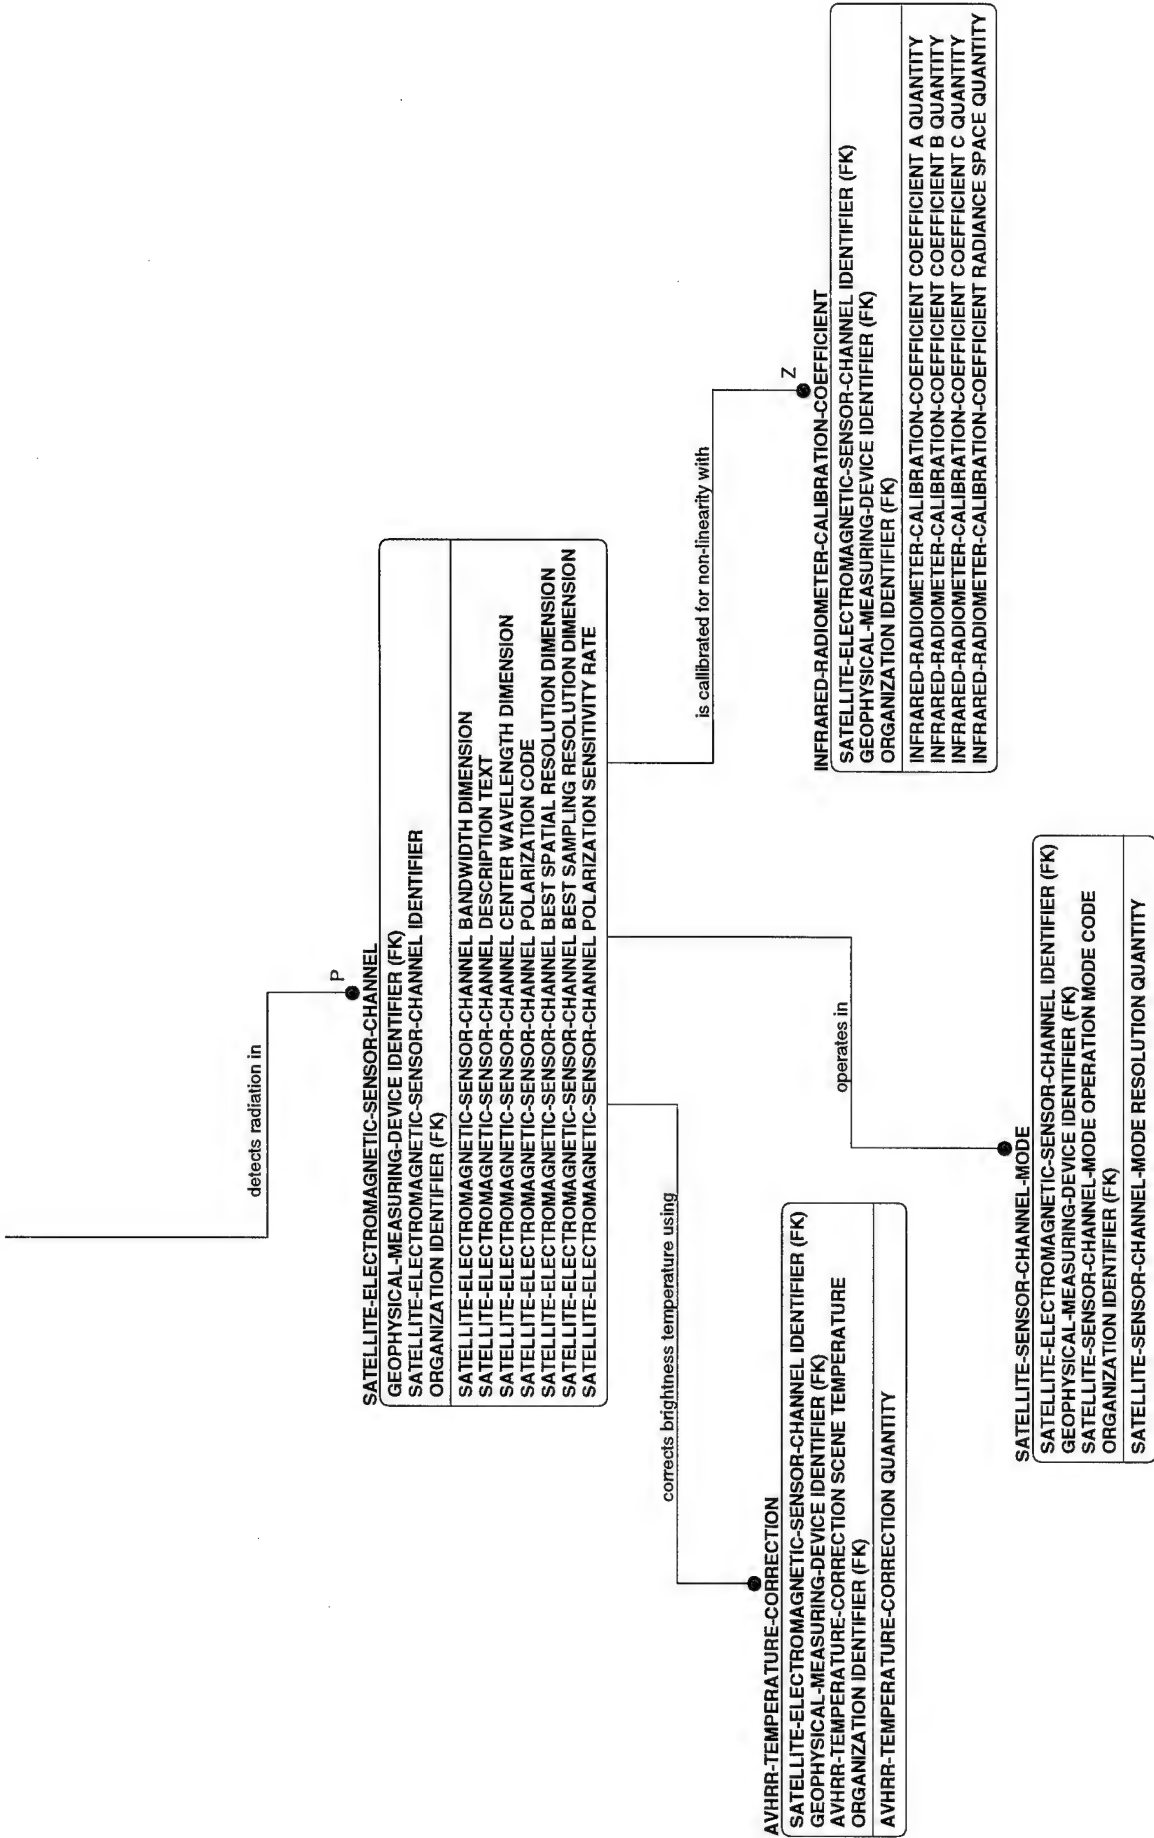 detects radiation in
P
SATELLITE-ELECTROMAGNETIC-SENSOR-CHANNEL
GEOPHYSICAL-MEASURING-DEVICE IDENTIFIER (FK)
SATELLITE-ELECTROMAGNETIC-SENSOR-CHANNEL IDENTIFIER
ORGANIZATION IDENTIFIER (FK)
SATELLITE-ELECTROMAGNETIC-SENSOR-CHANNEL BANDWIDTH DIMENSION
SATELLITE-ELECTROMAGNETIC-SENSOR-CHANNEL DESCRIPTION TEXT
SATELLITE-ELECTROMAGNETIC-SENSOR-CHANNEL CENTER WAVELENGTH DIMENSION
SATELLITE-ELECTROMAGNETIC-SENSOR-CHANNEL POLARIZATION CODE
SATELLITE-ELECTROMAGNETIC-SENSOR-CHANNEL BEST SPATIAL RESOLUTION DIMENSION
SATELLITE-ELECTROMAGNETIC-SENSOR-CHANNEL BEST SAMPLING RESOLUTION DIMENSION
SATELLITE-ELECTROMAGNETIC-SENSOR-CHANNEL POLARIZATION SENSITIVITY RATE
corrects brightness temperature using
AVHRR-TEMPERATURE-CORRECTION
SATELLITE-ELECTROMAGNETIC-SENSOR-CHANNEL IDENTIFIER (FK)
GEOPHYSICAL-MEASURING-DEVICE IDENTIFIER (FK)
AVHRR-TEMPERATURE-CORRECTION SCENE TEMPERATURE
ORGANIZATION IDENTIFIER (FK)
AVHRR-TEMPERATURE-CORRECTION QUANTITY
operates in
SATELLITE-SENSOR-CHANNEL-MODE
SATELLITE-ELECTROMAGNETIC-SENSOR-CHANNEL IDENTIFIER (FK)
GEOPHYSICAL-MEASURING-DEVICE IDENTIFIER (FK)
SATELLITE-SENSOR-CHANNEL-MODE OPERATION MODE CODE
ORGANIZATION IDENTIFIER (FK)
SATELLITE-SENSOR-CHANNEL-MODE RESOLUTION QUANTITY
is callibrated for non-linearity with
Z
INFRARED-RADIOMETER-CALIBRATION-COEFFICIENT
SATELLITE-ELECTROMAGNETIC-SENSOR-CHANNEL IDENTIFIER (FK)
GEOPHYSICAL-MEASURING-DEVICE IDENTIFIER (FK)
ORGANIZATION IDENTIFIER (FK)
INFRARED-RADIOMETER-CALIBRATION-COEFFICIENT COEFFICIENT A QUANTITY
INFRARED-RADIOMETER-CALIBRATION-COEFFICIENT COEFFICIENT B QUANTITY
INFRARED-RADIOMETER-CALIBRATION-COEFFICIENT COEFFICIENT C QUANTITY
INFRARED-RADIOMETER-CALIBRATION-COEFFICIENT RADIANCE SPACE QUANTITY